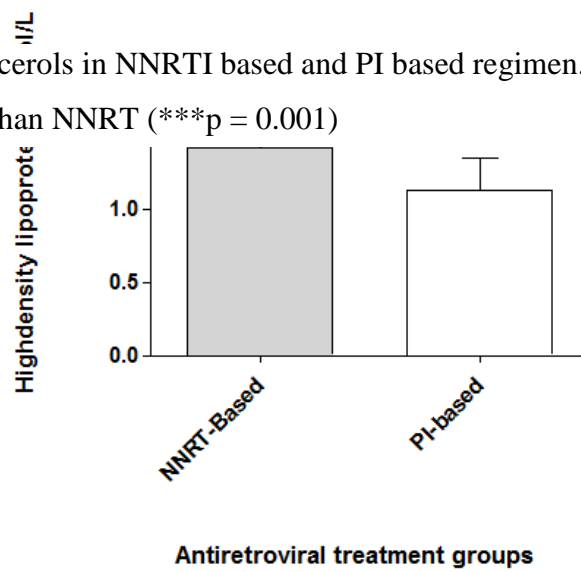 cerols in NNRTI based and PI based regimen.
han NNRT (***p = 0.001)
Highdensity lipoprote
1.0
0.5
0.0
NNRT-Based
PI-based
Antiretroviral treatment groups